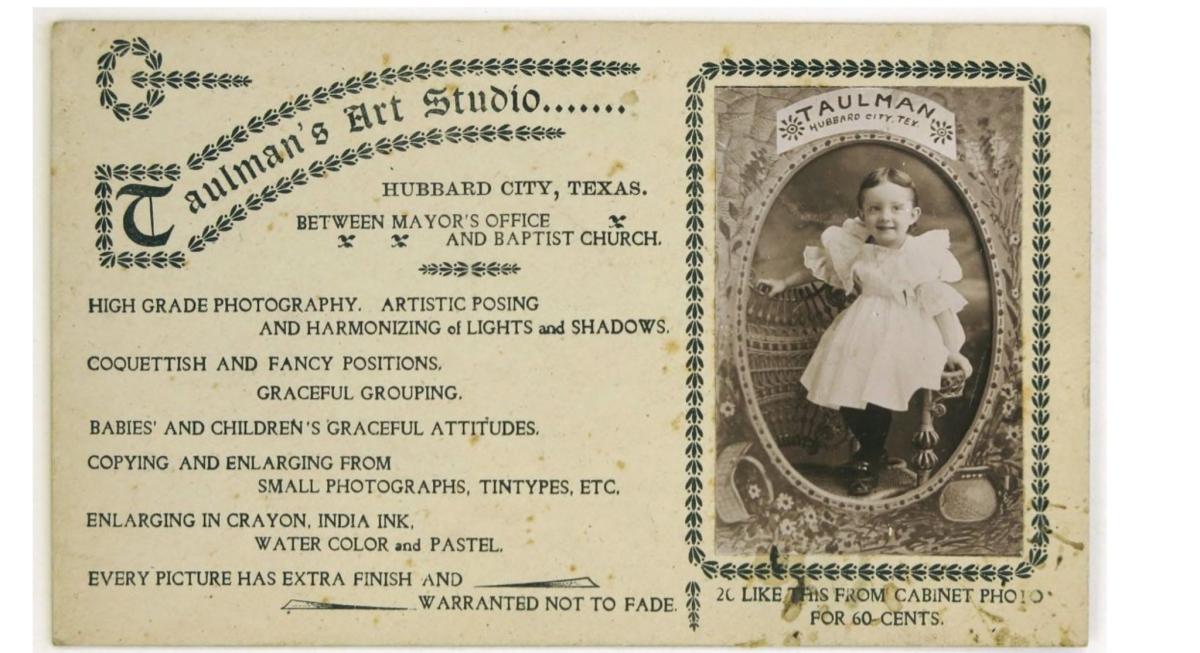 Taulman's Art Studio.......
HUBBARD CITY, TEXAS.
BETWEEN MAYOR'S OFFICE
AND BAPTIST CHURCH.
HIGH GRADE PHOTOGRAPHY. ARTISTIC POSING
AND HARMONIZING of LIGHTS and SHADOWS.
COQUETTISH AND FANCY POSITIONS.
GRACEFUL GROUPING.
BABIES' AND CHILDREN'S GRACEFUL ATTITUDES.
COPYING AND ENLARGING FROM
SMALL PHOTOGRAPHS, TINTYPES, ETC.
ENLARGING IN CRAYON, INDIA INK,
WATER COLOR and PASTEL.
EVERY PICTURE HAS EXTRA FINISH AND
WARRANTED NOT TO FADE.
TAULMAN,
HUBBARD CITY, TEX.
LIKE THIS FROM CABINET PHOTO
FOR 60 CENTS.